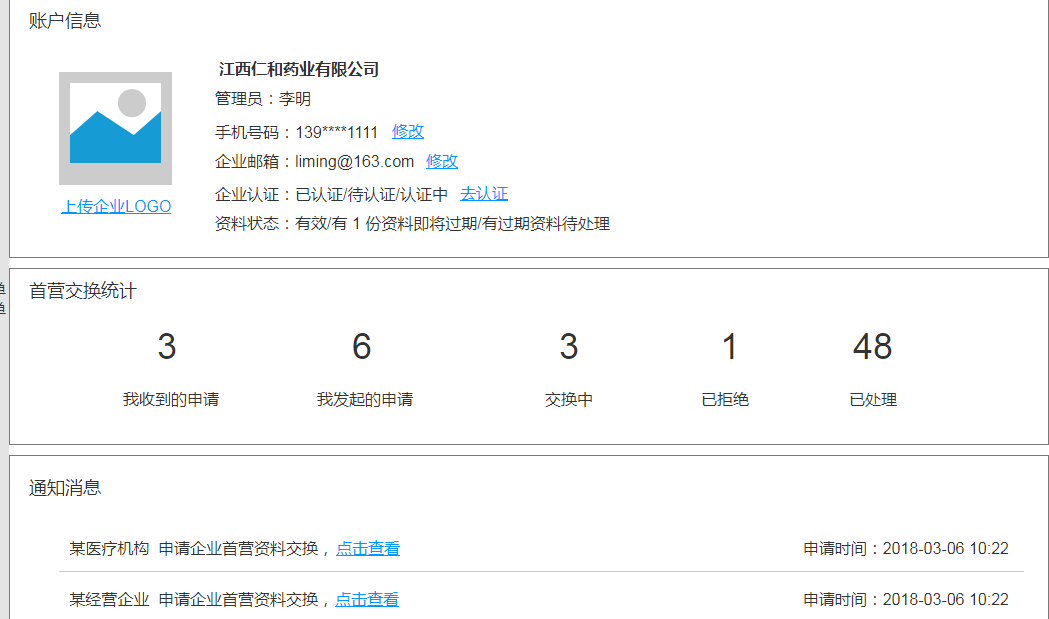 账户信息
江西仁和药业有限公司
管理员：李明
手机号码：139****1111 修改
企业邮箱：liming@163.com 修改
企业认证：已认证/待认证/认证中 去认证
上传企业LOGO
资料状态：有效/有 1 份资料即将过期/有过期资料待处理
首营交换统计
3 6 3 1 48
我收到的申请 我发起的申请 交换中 已拒绝 已处理
通知消息
某医疗机构 申请企业首营资料交换，点击查看 申请时间：2018-03-06 10:22
某经营企业 申请企业首营资料交换，点击查看 申请时间：2018-03-06 10:22